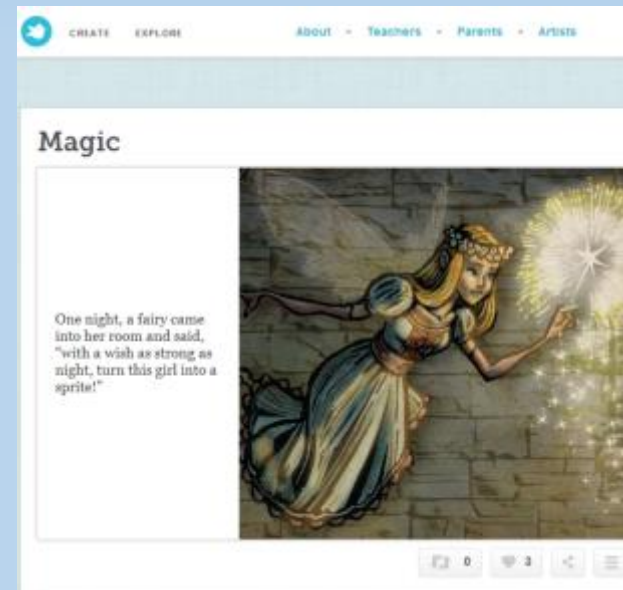 CREATE EXPLORE About - Teachers - Parents - Artists
Magic
One night, a fairy came
into her room and said,
"with a wish as strong as
night, turn this girl into a
sprite!"
0 3